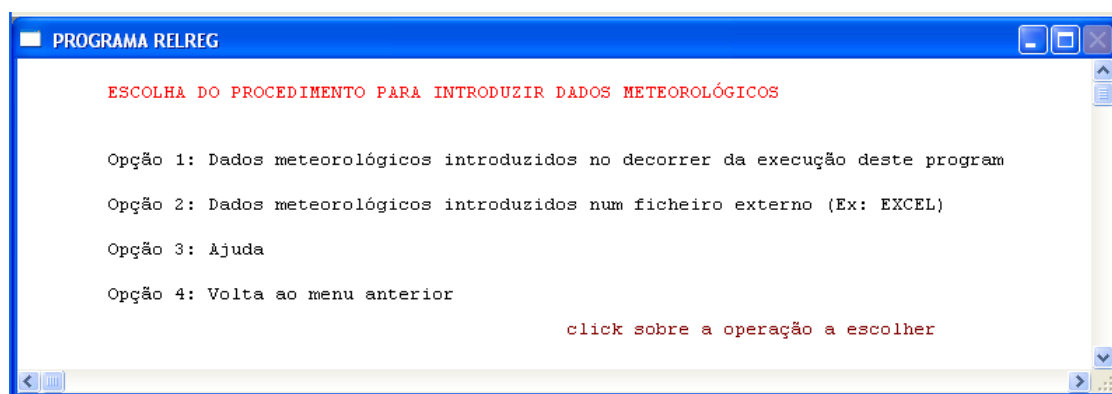 PROGRAMA RELREG
ESCOLHA DO PROCEDIMENTO PARA INTRODUZIR DADOS METEOROLÓGICOS
Opção 1: Dados meteorológicos introduzidos no decorrer da execução deste program
Opção 2: Dados meteorológicos introduzidos num ficheiro externo (Ex: EXCEL)
Opção 3: Ajuda
Opção 4: Volta ao menu anterior
click sobre a operação a escolher